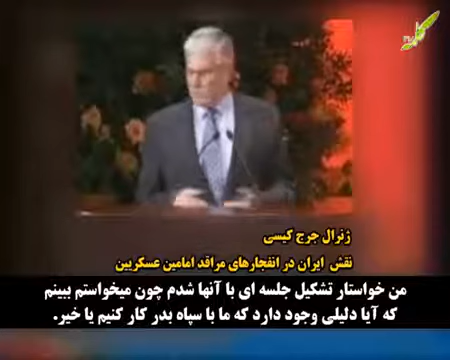 ژنرال جرج کیسی
نقش ایران در انفجارهای مراقد امامین عسکریین
من خواستار تشکیل جلسه ای با آنها شدم چون میخواستم ببینم
که آیا دلیلی وجود دارد که ما با سپاه بدر کار کنیم یا خیر.